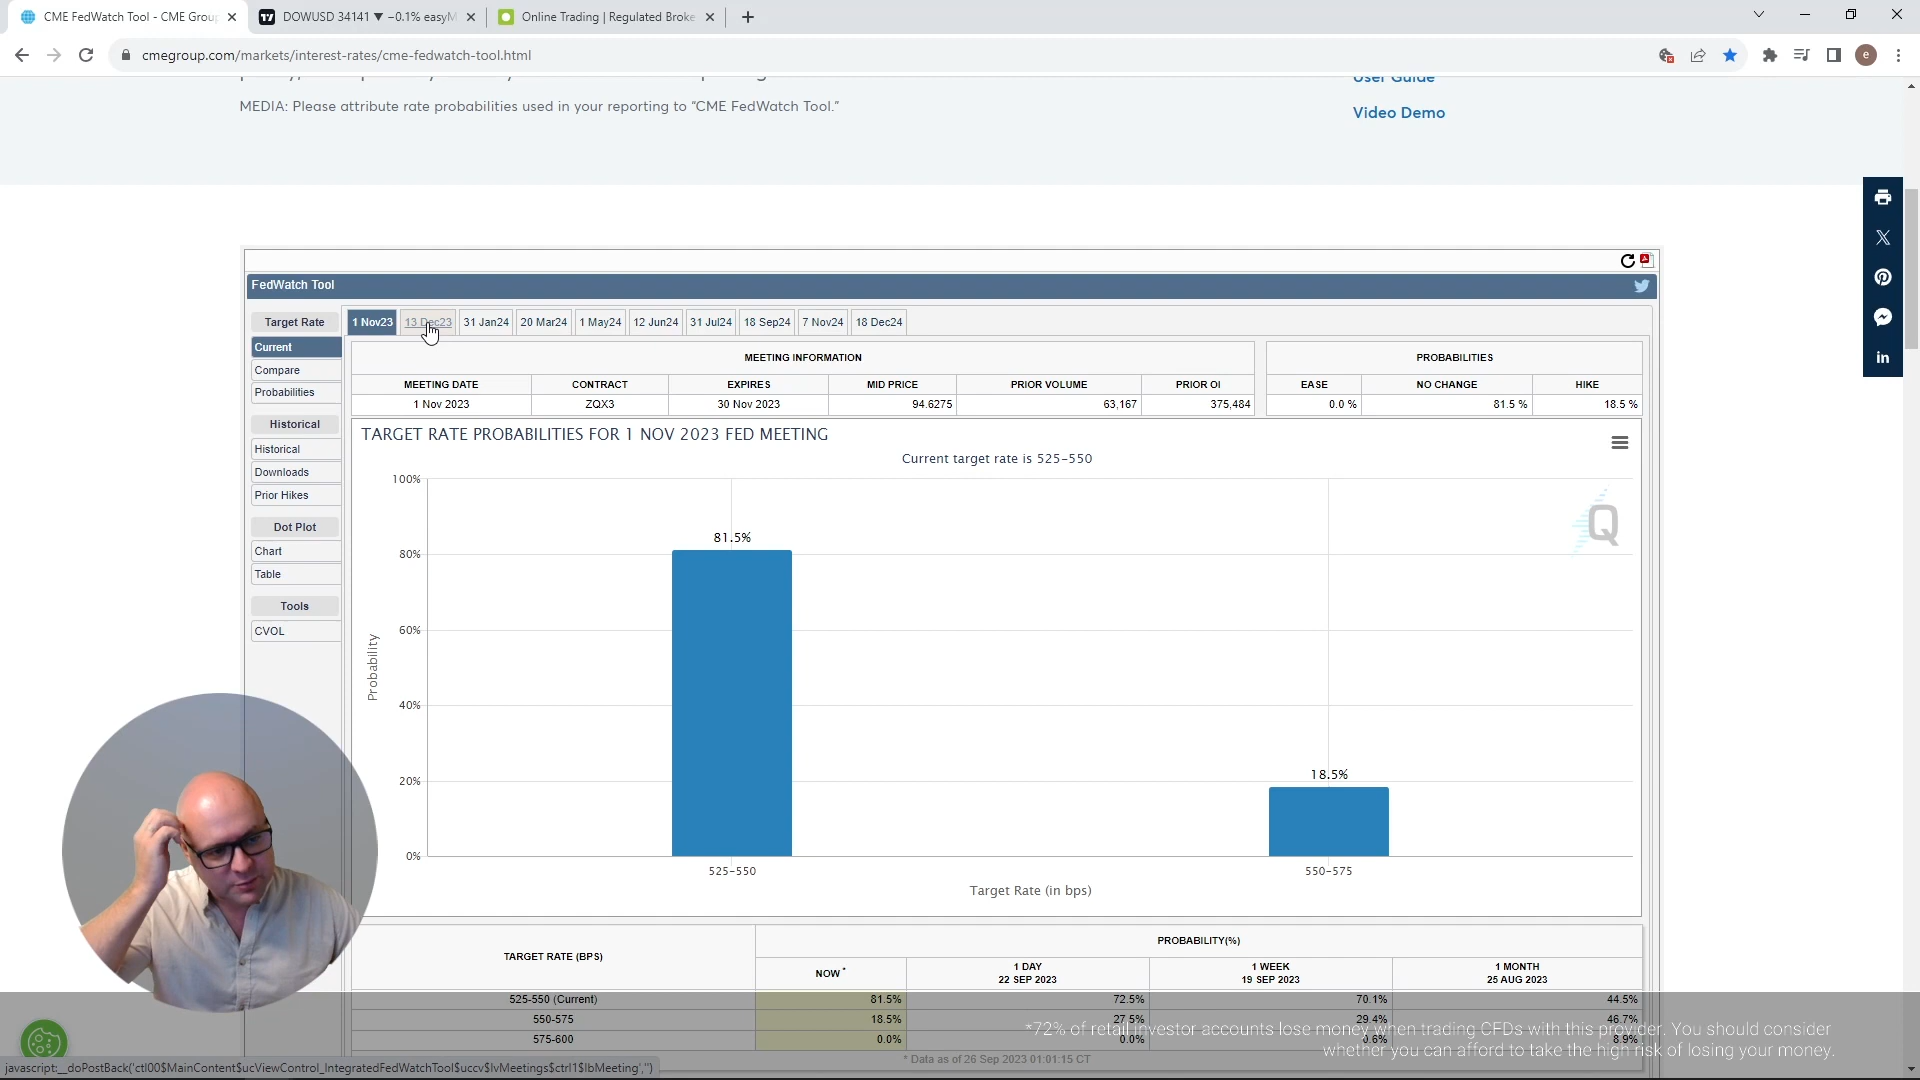 CME FedWatch Tool - CME Group
DOWUSD 34141 ▼ −0.1% easyM
Online Trading | Regulated Broke
cmegroup.com/markets/interest-rates/cme-fedwatch-tool.html
e
User Guide
MEDIA: Please attribute rate probabilities used in your reporting to “CME FedWatch Tool.”
Video Demo
FedWatch Tool
Target Rate
1 Nov23 13 Dec23 31 Jan24 20 Mar24 1 May24 12 Jun24 31 Jul24 18 Sep24 7 Nov24 18 Dec24
Current
Compare
Probabilities
Historical
Historical
Downloads
Prior Hikes
Dot Plot
Chart
Table
Tools
CVOL
MEETING INFORMATION
MEETING DATE CONTRACT EXPIRES MID PRICE PRIOR VOLUME PRIOR OI
1 Nov 2023 ZQX3 30 Nov 2023 94.6275 63,167 375,484
PROBABILITIES
EASE NO CHANGE HIKE
0.0 % 81.5 % 18.5 %
TARGET RATE PROBABILITIES FOR 1 NOV 2023 FED MEETING
Current target rate is 525-550
100%
80%
60%
40%
20%
0%
Probability
Q
81.5%
18.5%
525-550 550-575
Target Rate (in bps)
TARGET RATE (BPS) PROBABILITY(%)
NOW *
1 DAY
22 SEP 2023
1 WEEK
19 SEP 2023
1 MONTH
25 AUG 2023
525-550 (Current) 81.5% 72.5% 70.1% 44.5%
550-575 18.5% 27.5% 29.4% 46.7%
575-600 0.0% 0.0% 0.6% 8.9%
* Data as of 26 Sep 2023 01:01:15 CT
*72% of retail investor accounts lose money when trading CFDs with this provider. You should consider
whether you can afford to take the high risk of losing your money.
javascript:__doPostBack('ctl00$MainContent$ucViewControl_IntegratedFedWatchTool$uccv$lvMeetings$ctrl1$lbMeeting','')